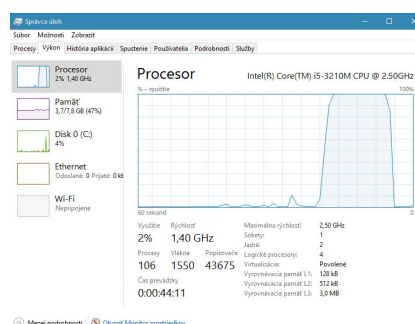 Správca úloh
Súbor Možnosti Zobraziť
Procesy Výkon História aplikácií Spustenie Používatelia Podrobnosti Služby
Procesor
2% 1,40 GHz
Pamäť
3,7/7,8 GB (47%)
Disk 0 (C:)
4%
Ethernet
Odoslané: 0 Prijaté: 0 kb
Wi-Fi
Nepripojené
Procesor
Intel(R) Core(TM) i5-3210M CPU @ 2.50GHz
% – využitie
100%
60 sekúnd
0
Využitie Rýchlosť
2% 1,40 GHz
Procesy Vlákna Popisovače
106 1550 43675
Čas prevádzky
0:00:44:11
Maximálna rýchlosť: 2,50 GHz
Sokety: 1
Jadrá: 2
Logické procesory: 4
Virtualizácia: Povolené
Vyrovnávacia pamäť L1: 128 kB
Vyrovnávacia pamäť L2: 512 kB
Vyrovnávacia pamäť L3: 3,0 MB
Menej podrobností Otvoriť Monitor prostriedkov